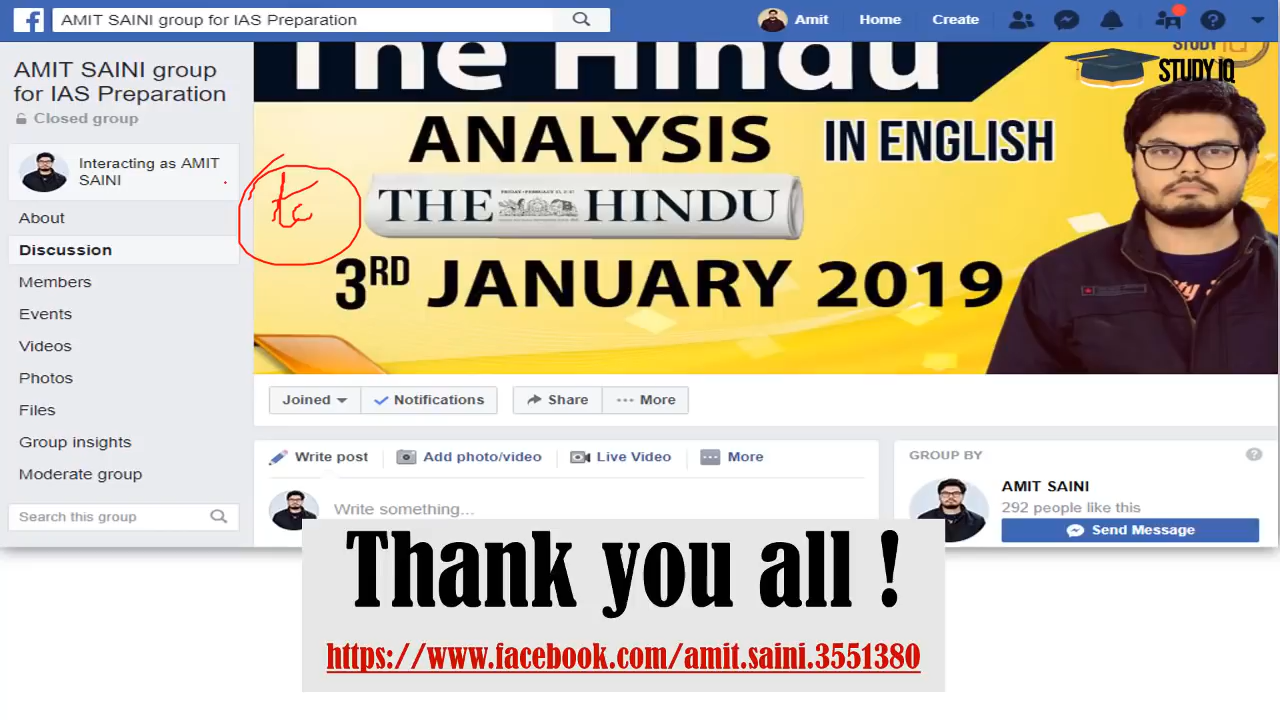 AMIT SAINI group for IAS Preparation
Amit
Home
Create
AMIT SAINI group
for IAS Preparation
Closed group
Interacting as AMIT
SAINI
About
Discussion
Members
Events
Videos
Photos
Files
Group insights
Moderate group
Search this group
The Hindu
STUDY IQ
STUDY IQ
ANALYSIS
IN ENGLISH
THE HINDU
3RD JANUARY 2019
Joined
Notifications
Share
More
Write post
Add photo/video
Live Video
More
Write something...
GROUP BY
AMIT SAINI
292 people like this
Send Message
Thank you all !
https://www.facebook.com/amit.saini.3551380